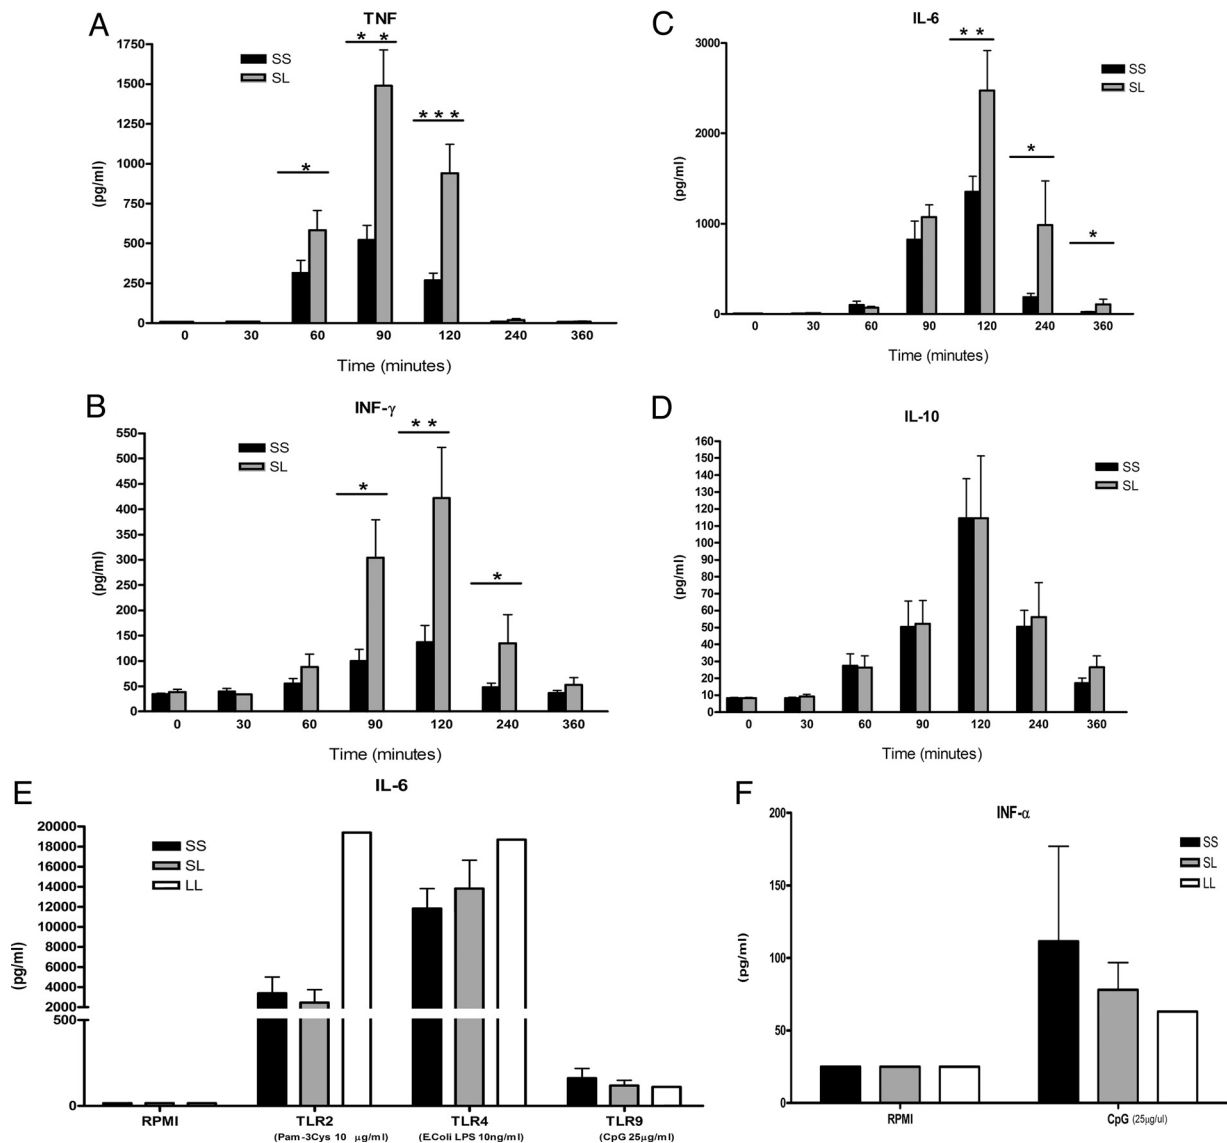 A
TNF
1750
1500
1250
1000
750
500
250
0
(pg/ml)
SS
SL
* *
* * *
*
0 30 60 90 120 240 360
Time (minutes)
C
IL-6
3000
2000
1000
0
(pg/ml)
SS
SL
* *
*
*
0 30 60 90 120 240 360
Time (minutes)
B
INF-γ
550
500
450
400
350
300
250
200
150
100
50
0
(pg/ml)
SS
SL
* *
*
*
0 30 60 90 120 240 360
Time (minutes)
D
IL-10
160
150
140
130
120
110
100
90
80
70
60
50
40
30
20
10
0
(pg/ml)
SS
SL
0 30 60 90 120 240 360
Time (minutes)
E
IL-6
20000
18000
16000
14000
12000
10000
8000
6000
4000
2000
500
0
(pg/ml)
SS
SL
LL
RPMI TLR2 TLR4 TLR9
(Pam-3Cys 10 µg/ml) (E.Coli LPS 10ng/ml) (CpG 25µg/ml)
F
INF-α
200
150
100
50
0
(pg/ml)
SS
SL
LL
RPMI CpG (25µg/ul)